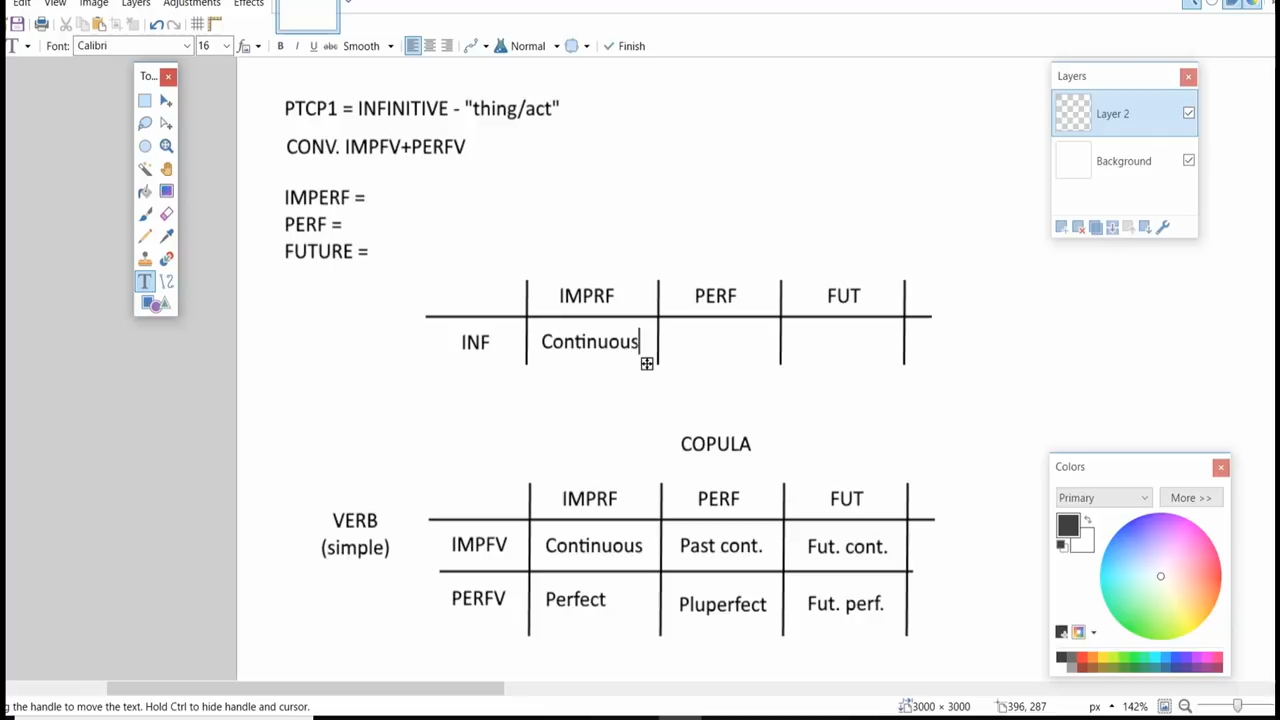 Edit View Image Layers Adjustments Effects
Font: Calibri 16 B I U abc Smooth Normal Finish
To...
Layers
Layer 2
Background
PTCP1 = INFINITIVE - "thing/act"
CONV. IMPFV+PERFV
IMPERF =
PERF =
FUTURE =
IMPRF PERF FUT
INF Continuous
COPULA
IMPRF PERF FUT
VERB
(simple)
IMPFV Continuous Past cont. Fut. cont.
PERFV Perfect Pluperfect Fut. perf.
Colors
Primary More >>
g the handle to move the text. Hold Ctrl to hide handle and cursor. 3000 × 3000 396, 287 px 142%